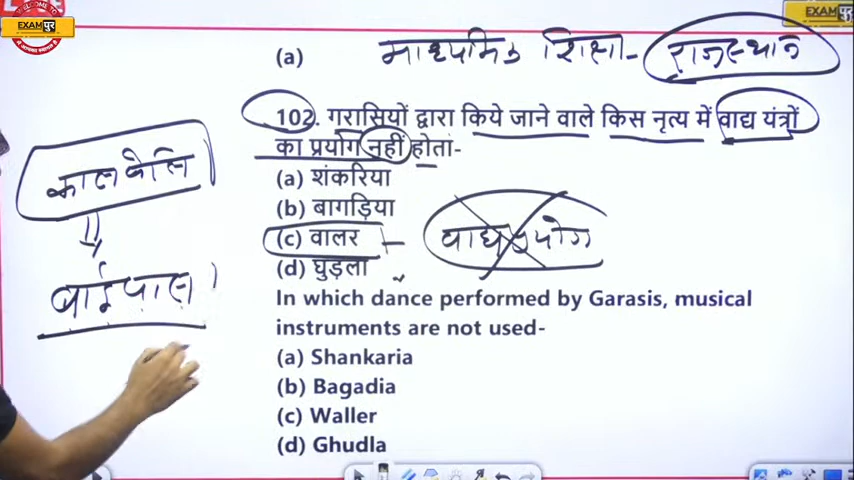 EXAM पुर
EXAM पुर
(a) माध्यमिक शिक्षा- राजस्थान
102. गरासियों द्वारा किये जाने वाले किस नृत्य में वाद्य यंत्रों
का प्रयोग नहीं होता-
(a) शंकरिया
(b) बागड़िया
(c) वालर
(d) घुड़ला
वाद्य प्रयोग
कालबेलि
बाईपास
In which dance performed by Garasis, musical
instruments are not used-
(a) Shankaria
(b) Bagadia
(c) Waller
(d) Ghudla